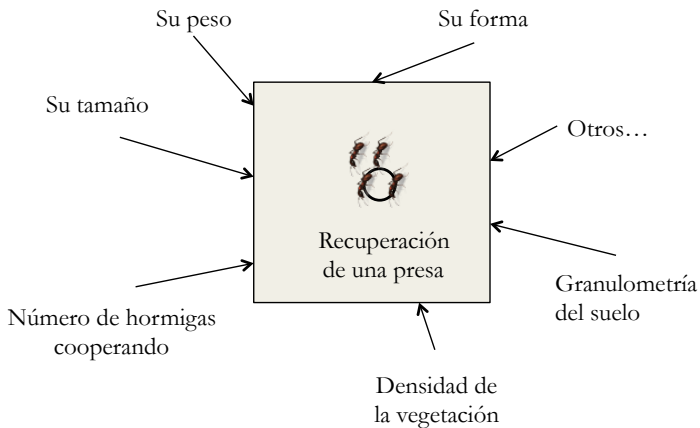 Su peso
Su forma
Su tamaño
Otros…
Recuperación
de una presa
Granulometría
del suelo
Número de hormigas
cooperando
Densidad de
la vegetación